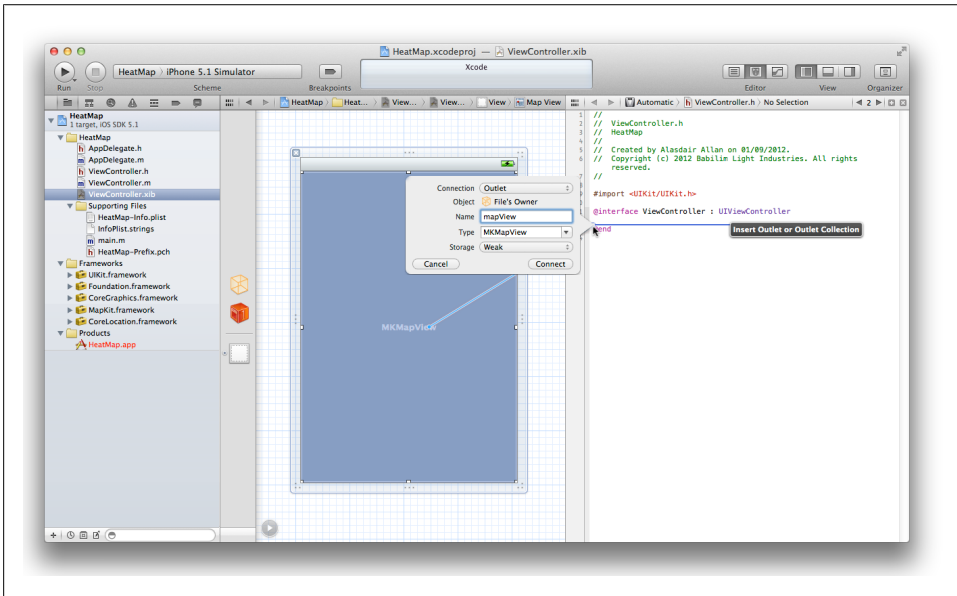 HeatMap.xcodeproj — ViewController.xib
Run
Stop
HeatMap
iPhone 5.1 Simulator
Scheme
Breakpoints
Xcode
Editor
View
Organizer
HeatMap
Heat...
View...
View...
View
Map View
Automatic
ViewController.h
No Selection
2
HeatMap
1 target, iOS SDK 5.1
HeatMap
AppDelegate.h
AppDelegate.m
ViewController.h
ViewController.m
ViewController.xib
Supporting Files
HeatMap-Info.plist
InfoPlist.strings
main.m
HeatMap-Prefix.pch
Frameworks
UIKit.framework
Foundation.framework
CoreGraphics.framework
MapKit.framework
CoreLocation.framework
Products
HeatMap.app
MKMapView
Connection
Outlet
Object
File's Owner
Name
mapView
Type
MKMapView
Storage
Weak
Cancel
Connect
//
// ViewController.h
// HeatMap
//
// Created by Alasdair Allan on 01/09/2012.
// Copyright (c) 2012 Babilim Light Industries. All rights
reserved.
//
#import <UIKit/UIKit.h>
@interface ViewController : UIViewController
@end
Insert Outlet or Outlet Collection